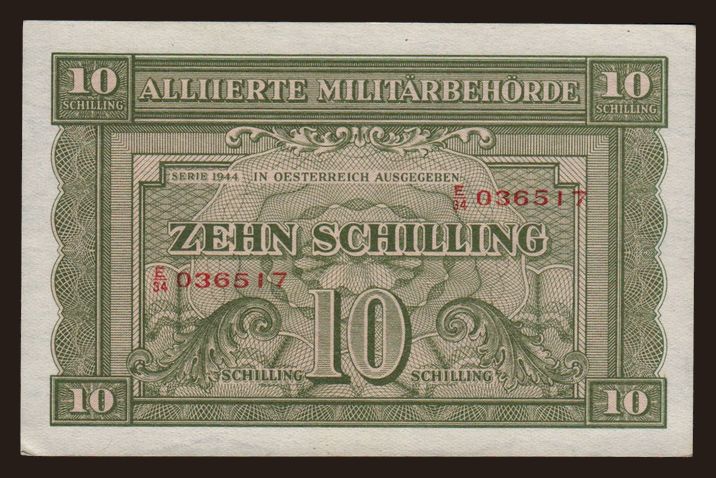 10 SCHILLING ALLIIERTE MILITÄRBEHÖRDE 10 SCHILLING
SERIE 1944 IN OESTERREICH AUSGEGEBEN
E/34 036517
ZEHN SCHILLING
E/34 036517
SCHILLING 10 SCHILLING
10 10